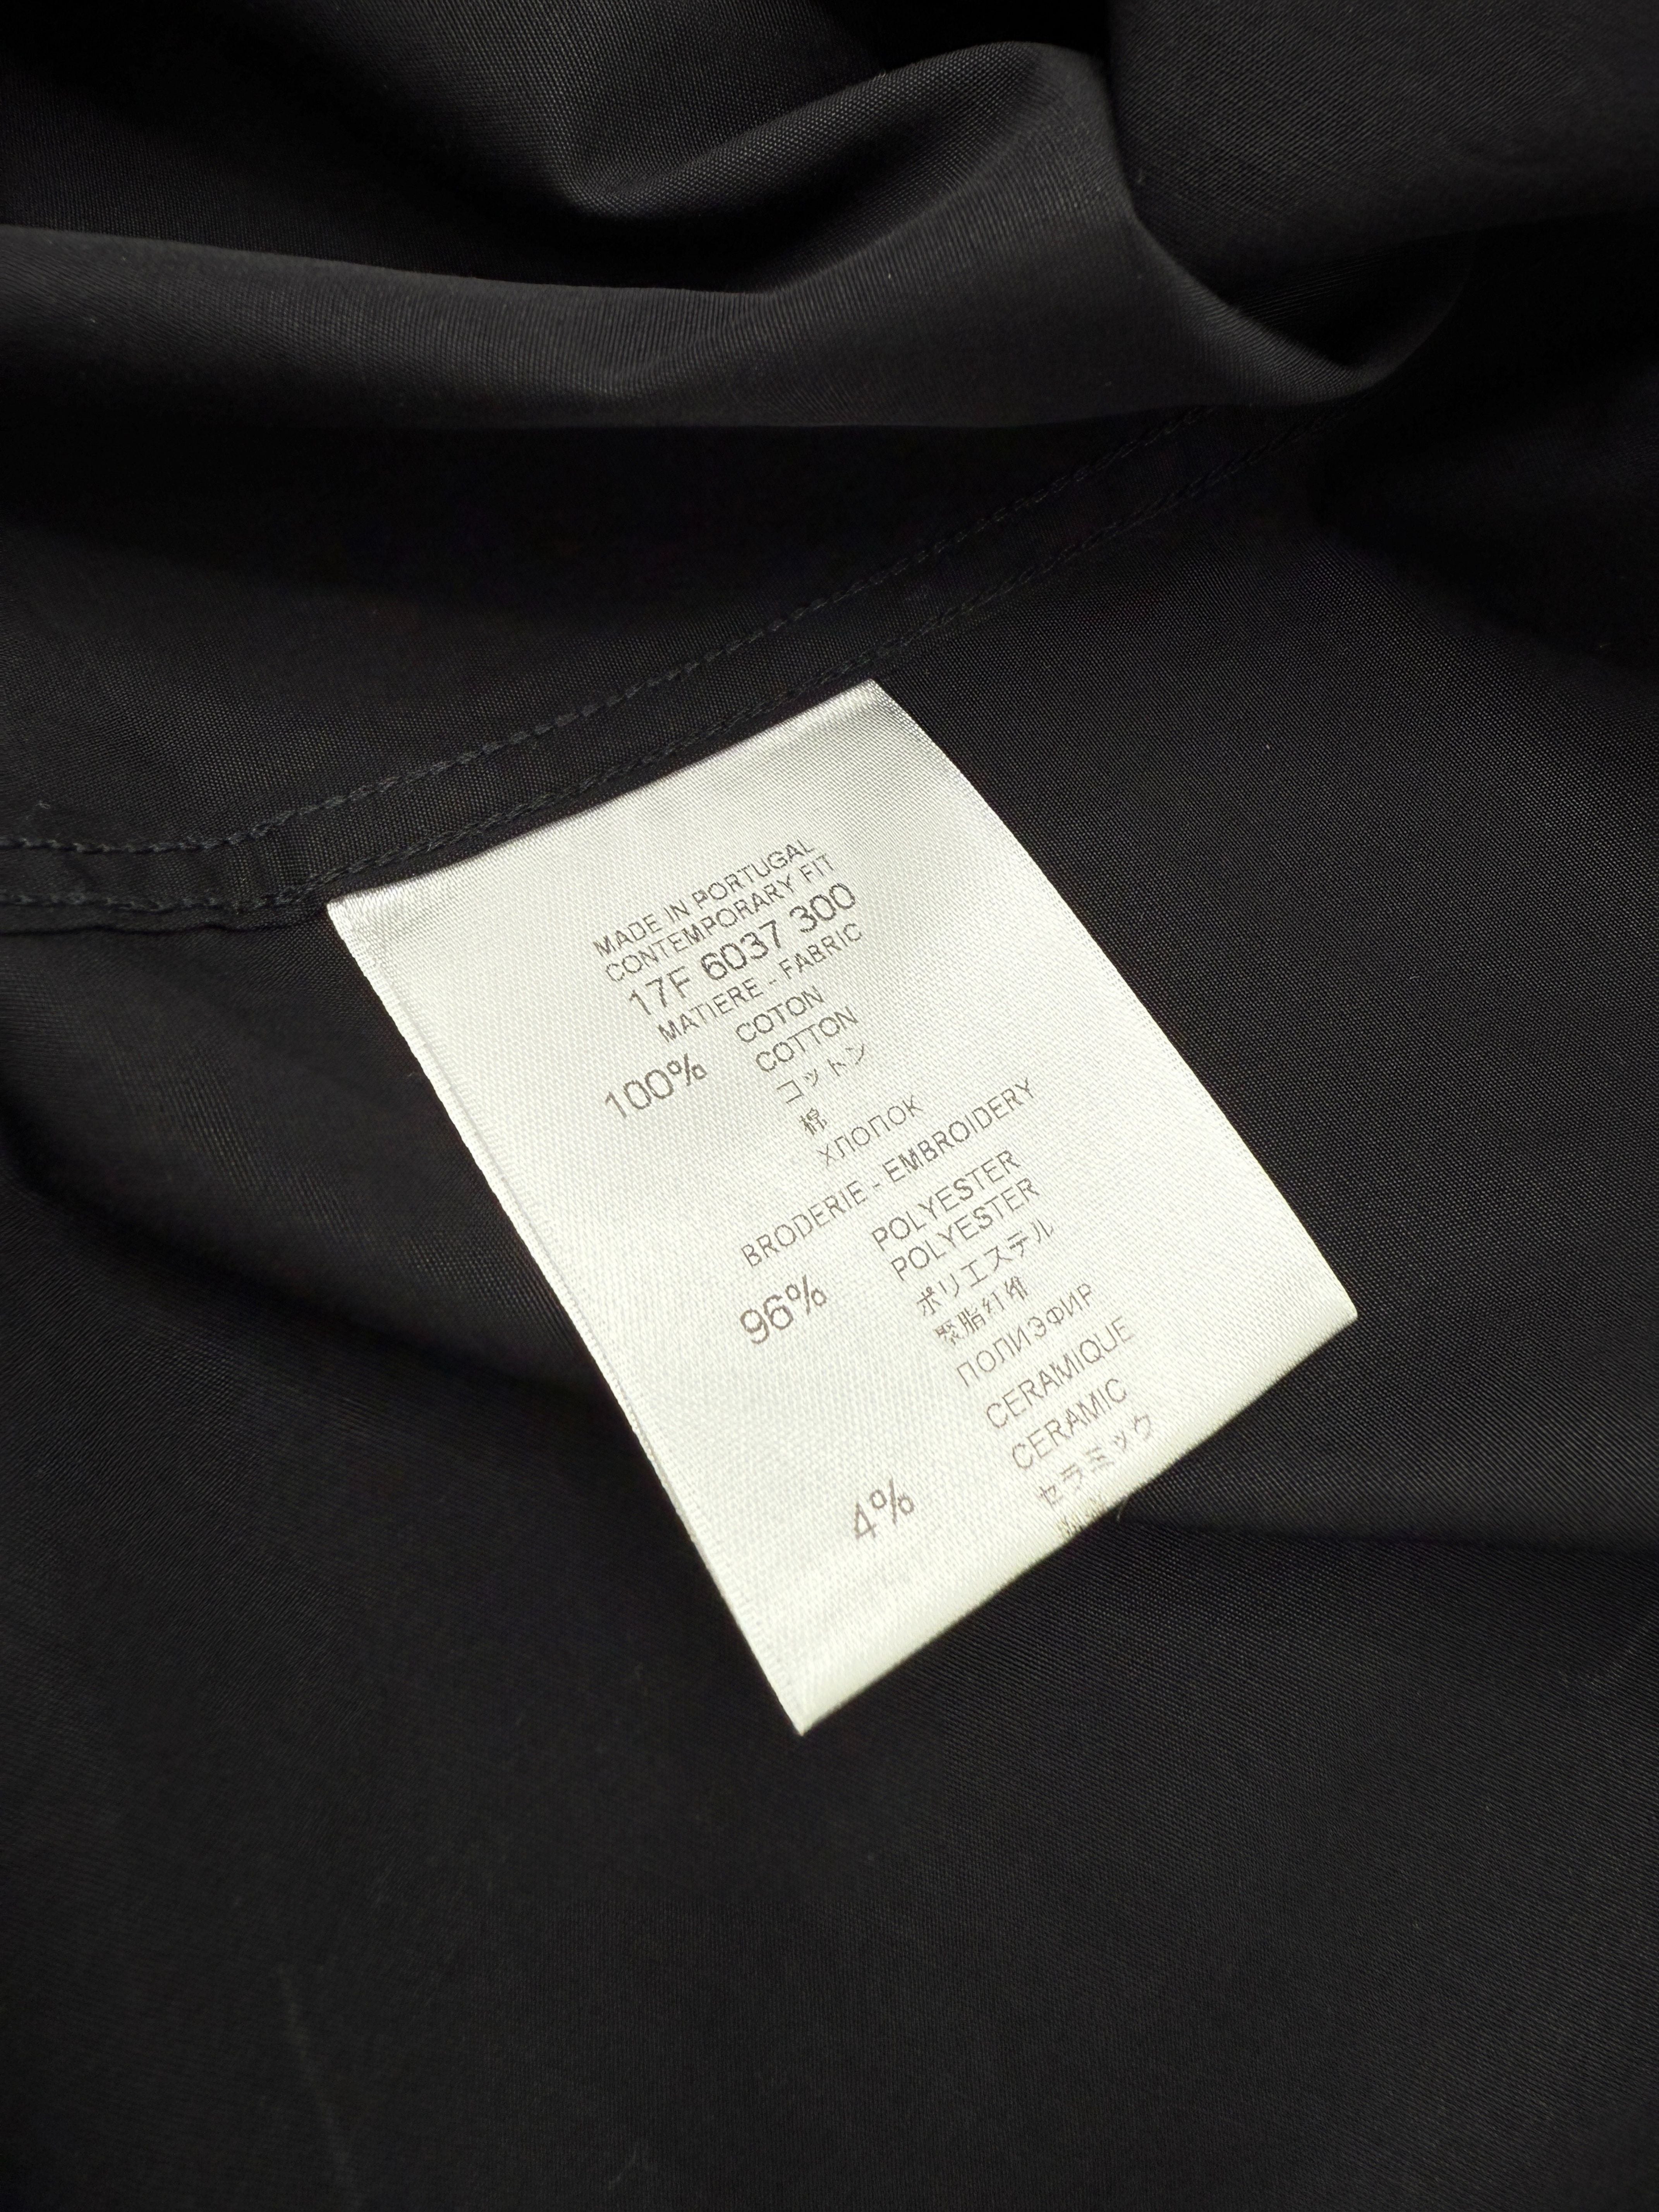 MADE IN PORTUGAL
CONTEMPORARY FIT
17F 6037 300
MATIERE - FABRIC
100% COTON
COTTON
コットン
棉
ХЛОПОК
BRODERIE - EMBROIDERY
96% POLYESTER
POLYESTER
ポリエステル
聚脂纤维
ПОЛИЭФИР
4% CERAMIQUE
CERAMIC
セラミック